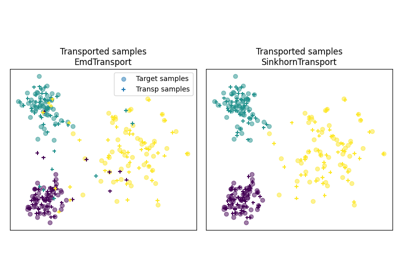 Transported samples
EmdTransport
Target samples
Transp samples
Transported samples
SinkhornTransport